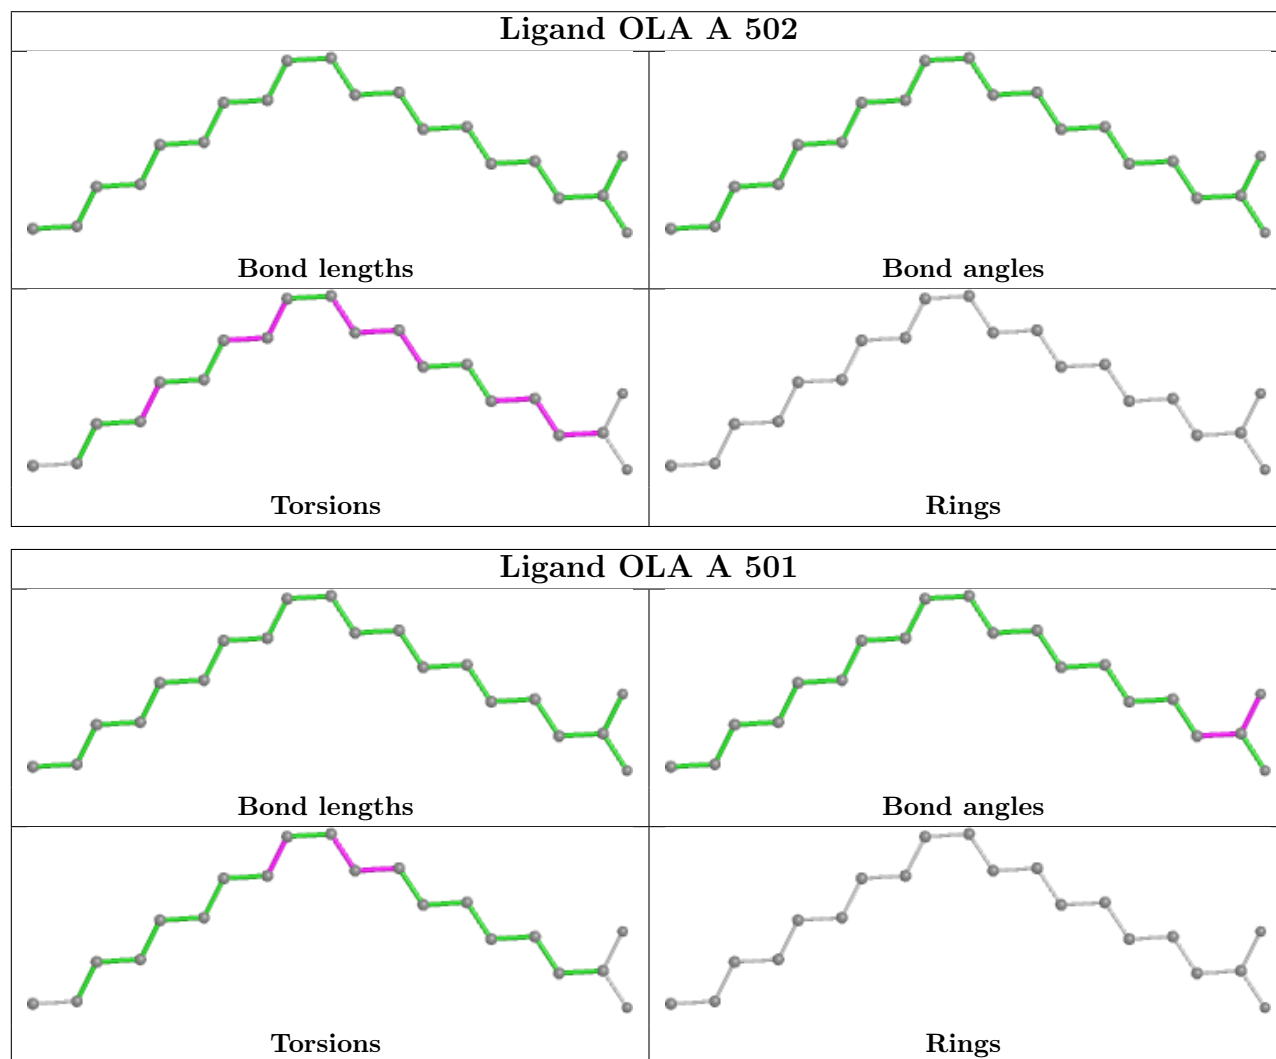 Ligand OLA A 502
Bond lengths
Bond angles
Torsions
Rings
Ligand OLA A 501
Bond lengths
Bond angles
Torsions
Rings